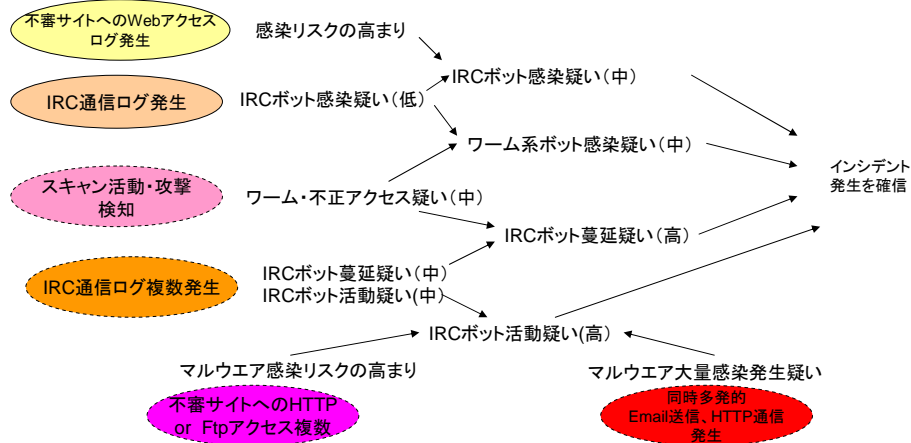 不審サイトへのWebアクセス
ログ発生
感染リスクの高まり
IRCボット感染疑い（中）
IRC通信ログ発生
IRCボット感染疑い（低）
ワーム系ボット感染疑い（中）
スキャン活動・攻撃
検知
ワーム・不正アクセス疑い（中）
インシデント
発生を確信
IRCボット蔓延疑い（高）
IRC通信ログ複数発生
IRCボット蔓延疑い（中）
IRCボット活動疑い(中）
IRCボット活動疑い(高）
マルウエア感染リスクの高まり
マルウエア大量感染発生疑い
不審サイトへのHTTP
or Ftpアクセス複数
同時多発的
Email送信、HTTP通信
発生